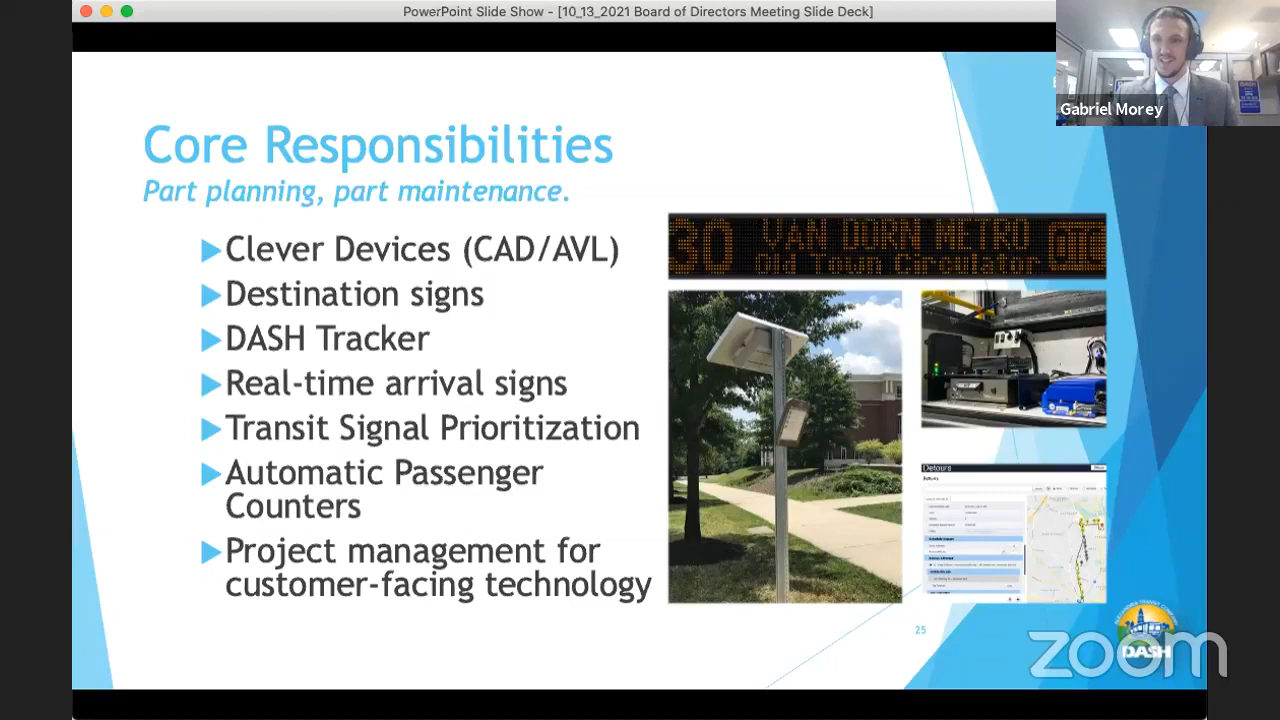 PowerPoint Slide Show - [10_13_2021 Board of Directors Meeting Slide Deck]
Gabriel Morey
Core Responsibilities
Part planning, part maintenance.
Clever Devices (CAD/AVL)
Destination signs
DASH Tracker
Real-time arrival signs
Transit Signal Prioritization
Automatic Passenger
Counters
Project management for
customer-facing technology
30 VAN DORN METRO
Old Town Circulator
Detours
Detours
25
DASH
zoom